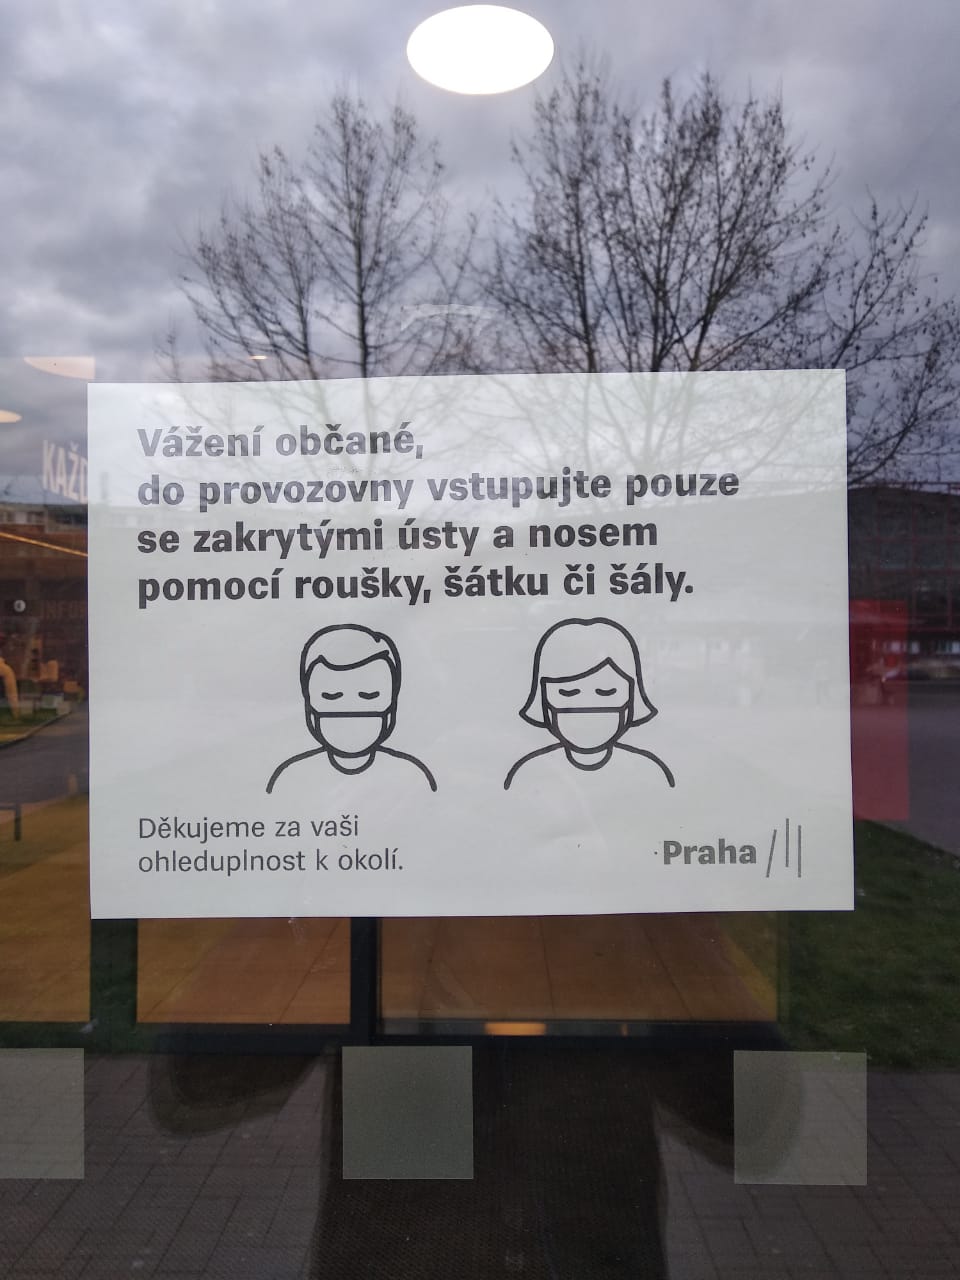 Vážení občané,
do provozovny vstupujte pouze
se zakrytými ústy a nosem
pomocí roušky, šátku či šály.
Děkujeme za vaši
ohleduplnost k okolí.
Praha